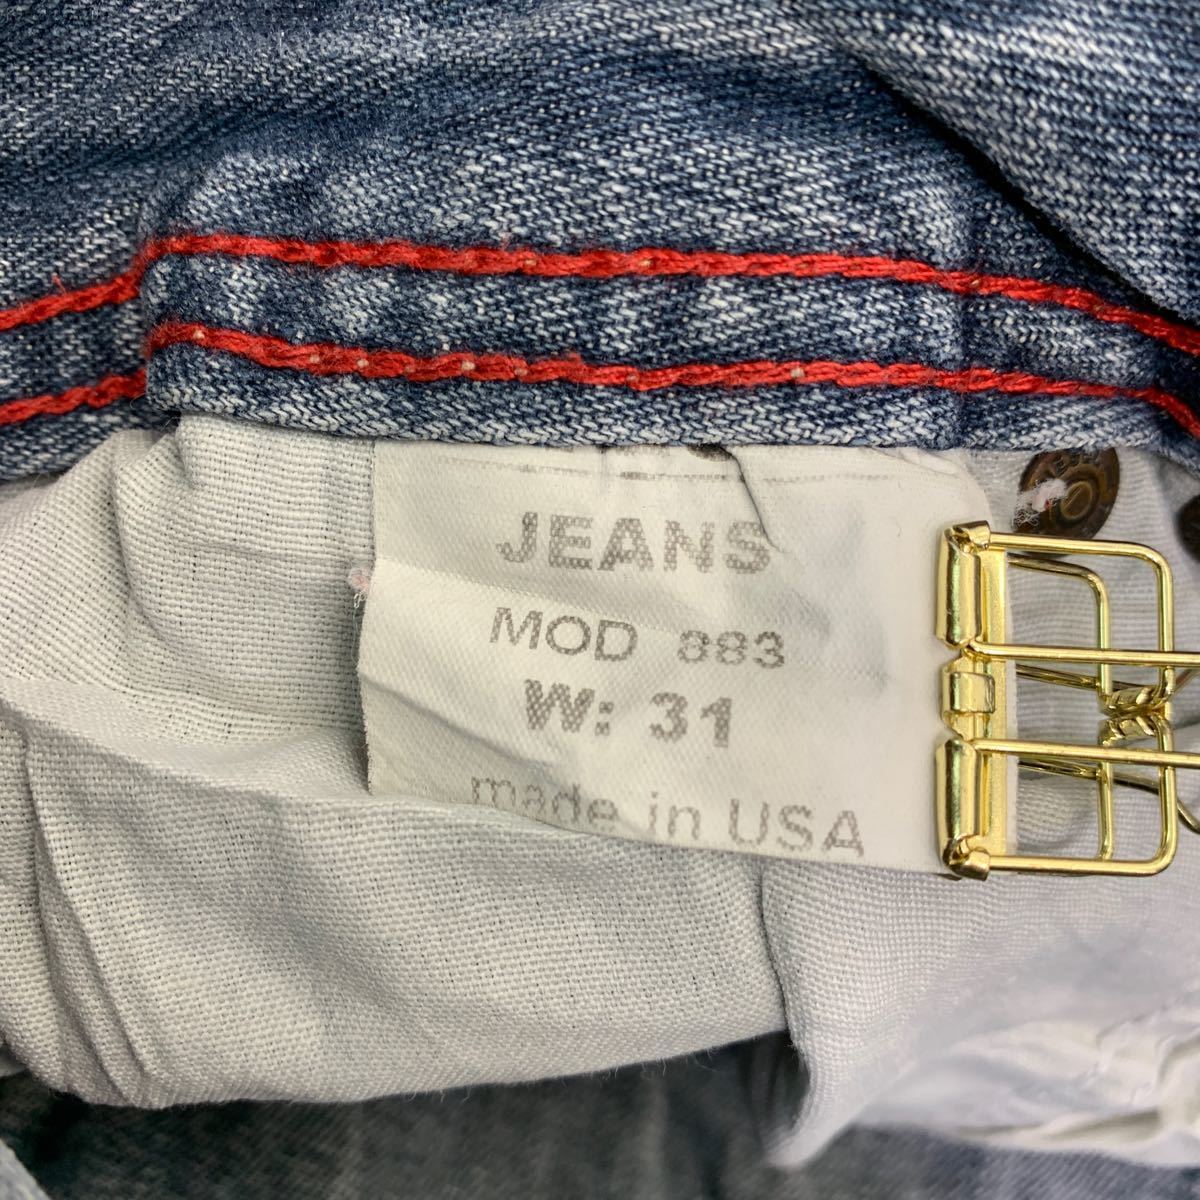 JEANS
MOD 883
W: 31
made in USA